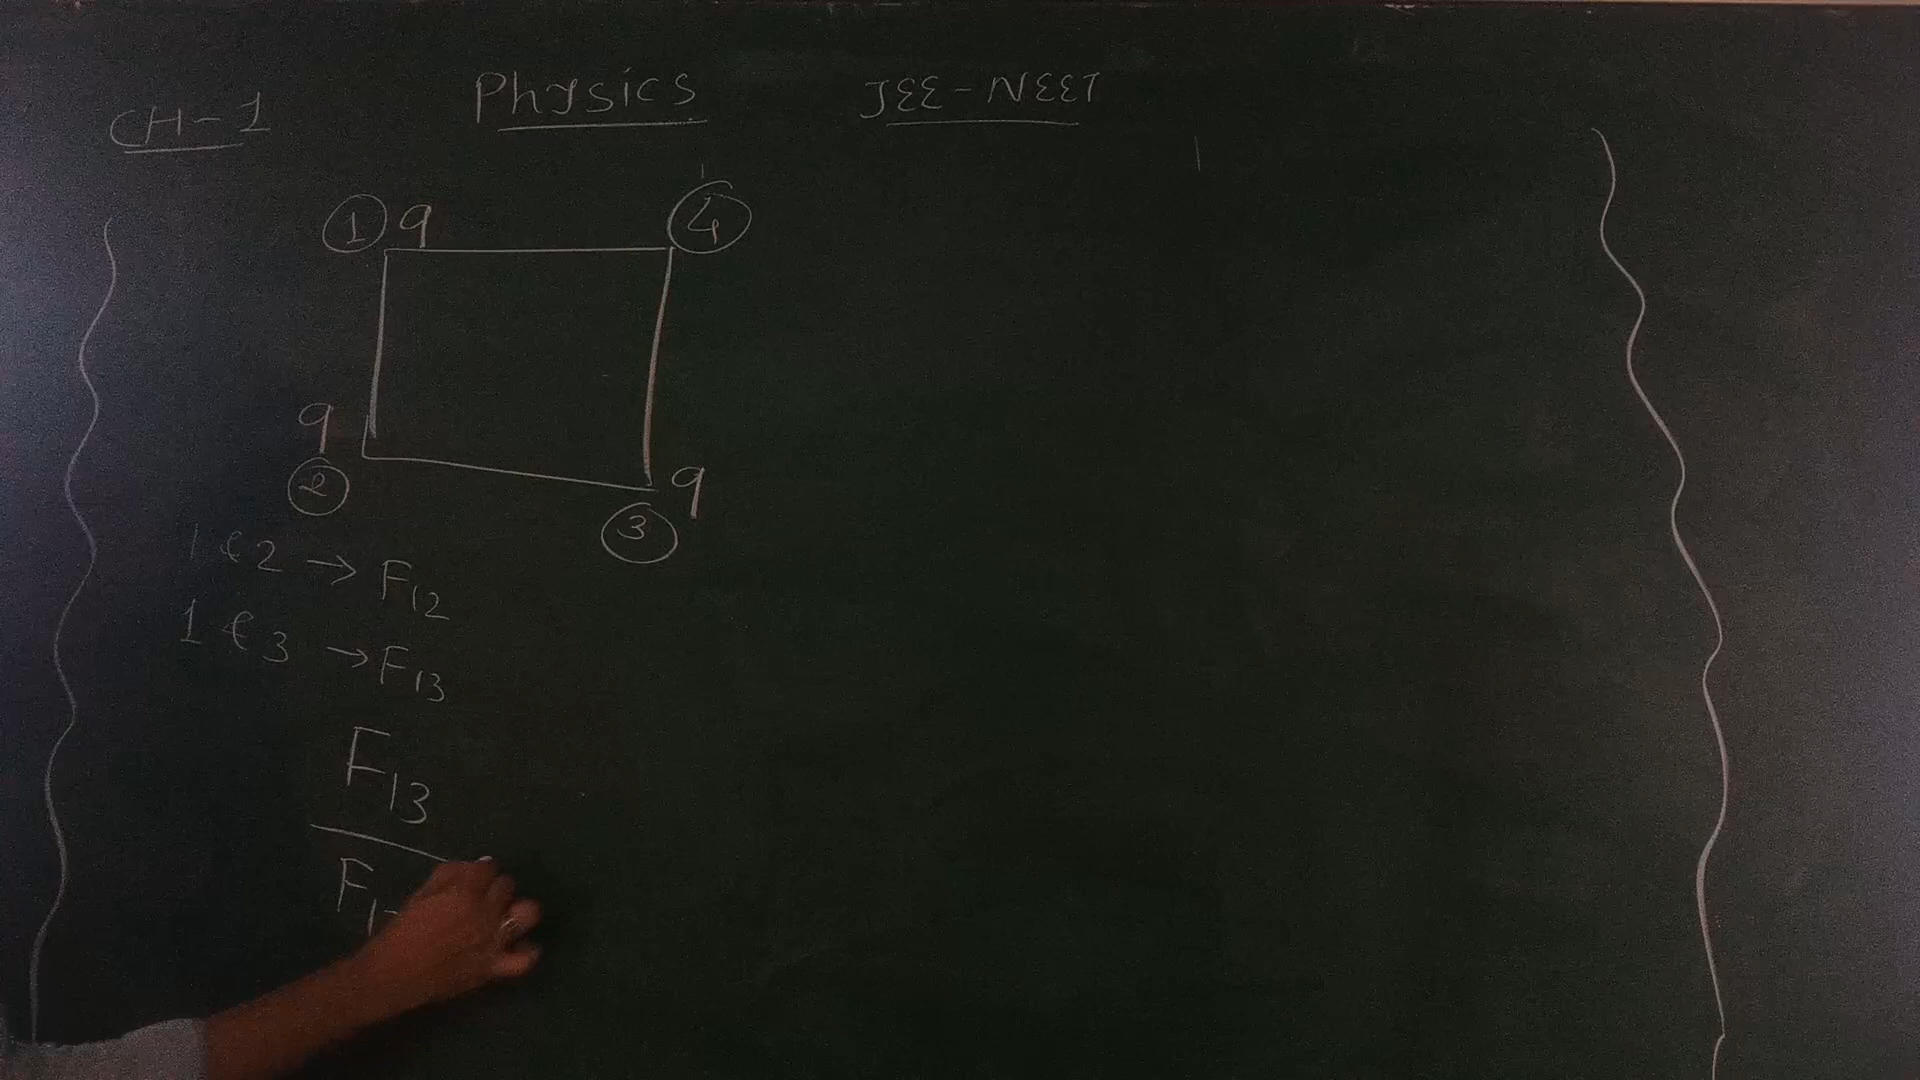 CH-1 Physics JEE-NEET
1 q 4
q
2 q
3
1 & 2 → F12
1 & 3 → F13
F13
F1